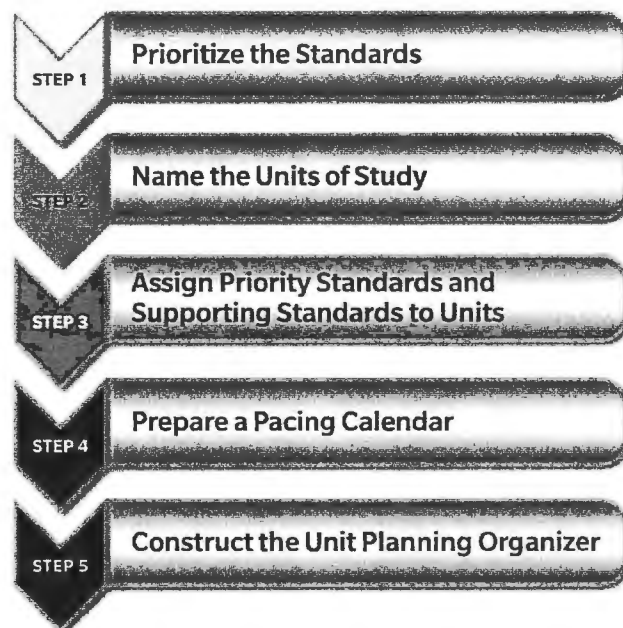 STEP 1
Prioritize the Standards
STEP 2
Name the Units of Study
STEP 3
Assign Priority Standards and
Supporting Standards to Units
STEP 4
Prepare a Pacing Calendar
STEP 5
Construct the Unit Planning Organizer